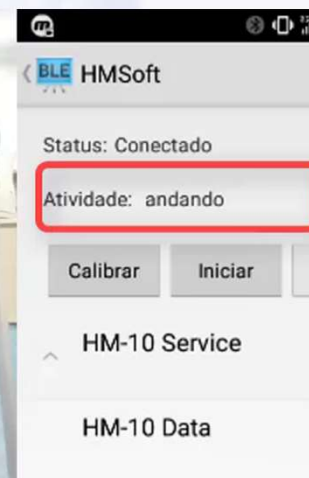 BLE HMSoft
Status: Conectado
Atividade: andando
Calibrar Iniciar
HM-10 Service
HM-10 Data